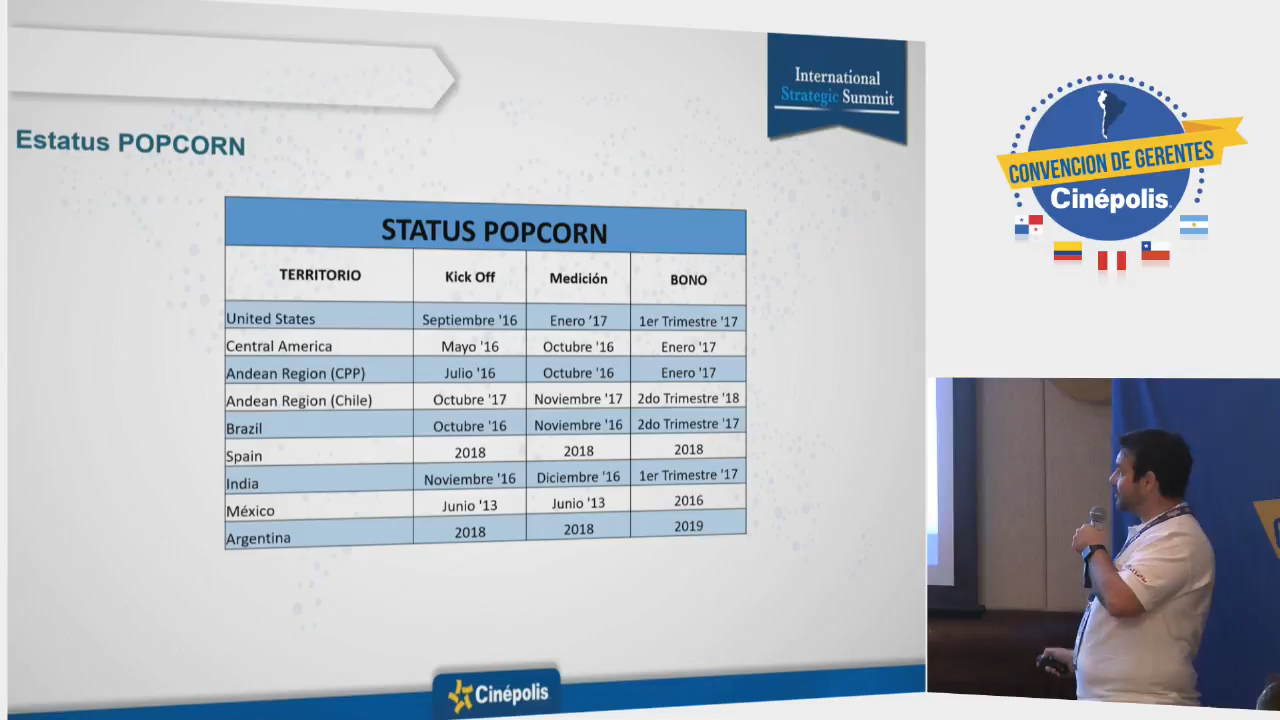 International
Strategic Summit
Estatus POPCORN
STATUS POPCORN
TERRITORIO Kick Off Medición BONO
United States Septiembre '16 Enero '17 1er Trimestre '17
Central America Mayo '16 Octubre '16 Enero '17
Andean Region (CPP) Julio '16 Octubre '16 Enero '17
Andean Region (Chile) Octubre '17 Noviembre '17 2do Trimestre '18
Brazil Octubre '16 Noviembre '16 2do Trimestre '17
Spain 2018 2018 2018
India Noviembre '16 Diciembre '16 1er Trimestre '17
México Junio '13 Junio '13 2016
Argentina 2018 2018 2019
Cinépolis
CONVENCION DE GERENTES
Cinépolis